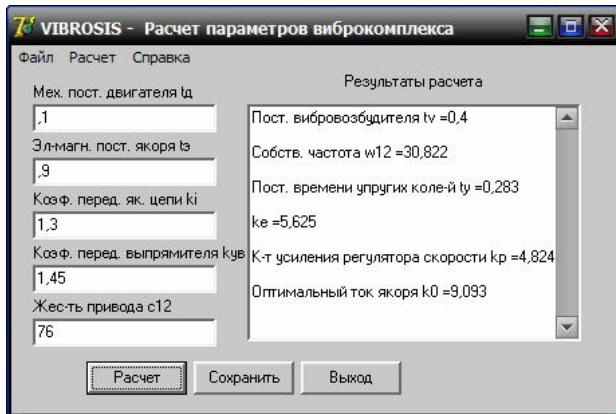 VIBROSIS - Расчет параметров виброкомплекса
Файл Расчет Справка
Мех. пост. двигателя tд
,1
Эл-магн. пост. якоря tэ
,9
Коэф. перед. як. цепи ki
1,3
Коэф. перед. выпрямителя kув
1,45
Жес-ть привода c12
76
Результаты расчета
Пост. вибровозбудителя tv =0,4
Собств. частота w12 =30,822
Пост. времени упругих коле-й ty =0,283
ke =5,625
К-т усиления регулятора скорости kp =4,824
Оптимальный ток якоря k0 =9,093
Расчет Сохранить Выход